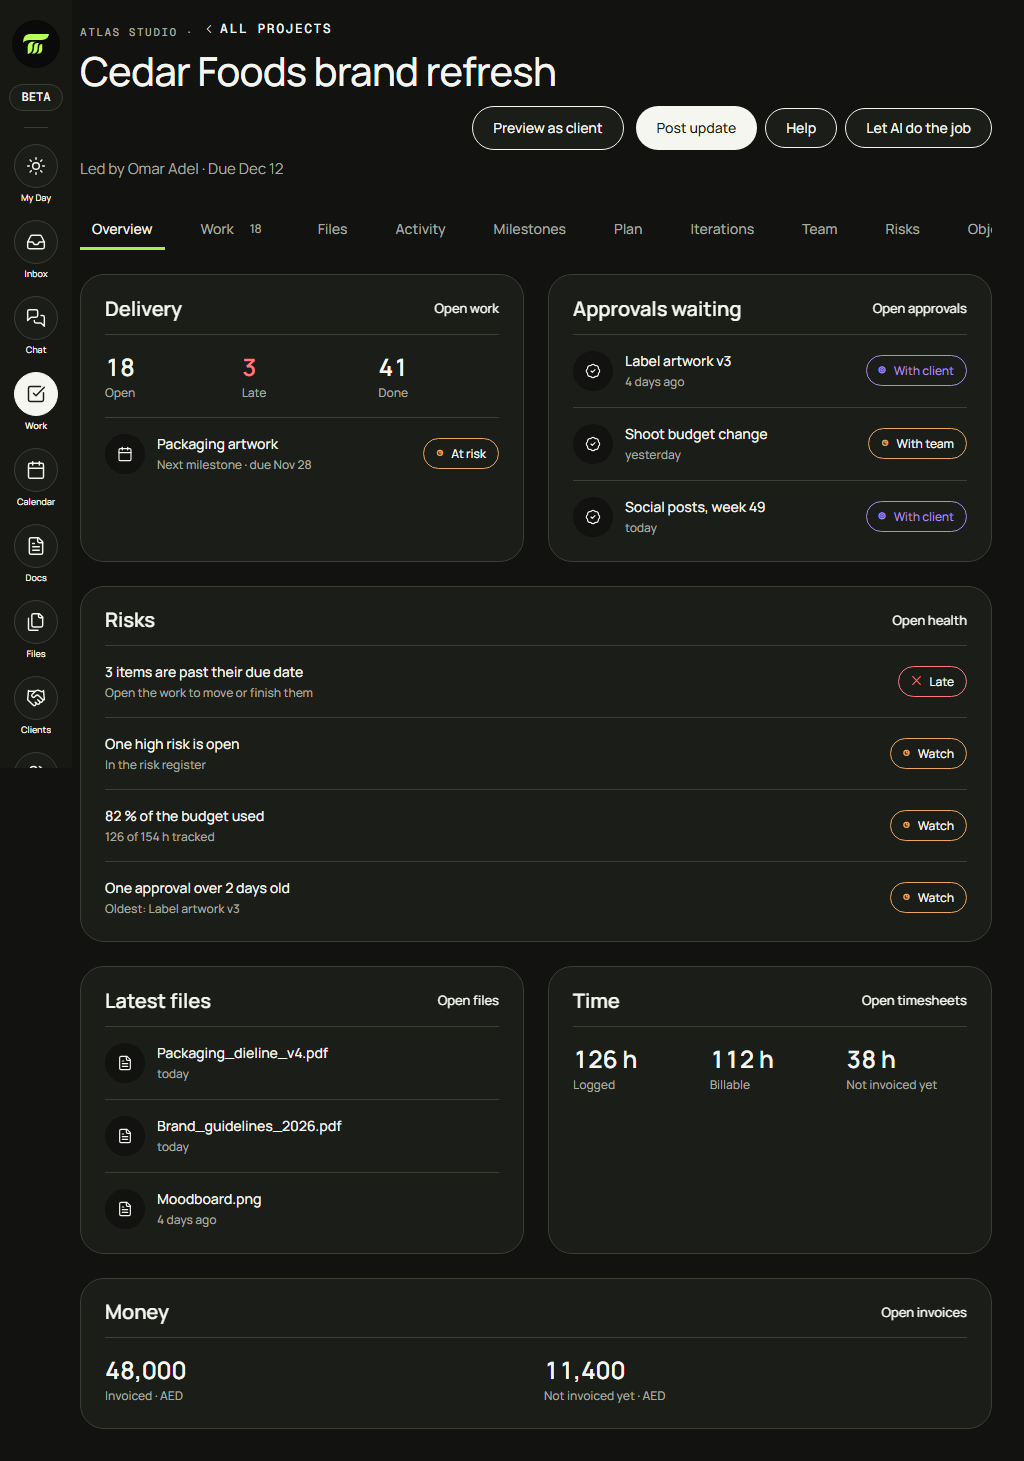 ATLAS STUDIO · ALL PROJECTS
Cedar Foods brand refresh
BETA
Preview as client
Post update
Help
Let AI do the job
Led by Omar Adel · Due Dec 12
My Day
Inbox
Chat
Work
Calendar
Docs
Files
Clients
Overview
Work 18
Files
Activity
Milestones
Plan
Iterations
Team
Risks
Obj
Delivery
Open work
18
Open
3
Late
41
Done
Packaging artwork
Next milestone · due Nov 28
At risk
Approvals waiting
Open approvals
Label artwork v3
4 days ago
With client
Shoot budget change
yesterday
With team
Social posts, week 49
today
With client
Risks
Open health
3 items are past their due date
Open the work to move or finish them
Late
One high risk is open
In the risk register
Watch
82 % of the budget used
126 of 154 h tracked
Watch
One approval over 2 days old
Oldest: Label artwork v3
Watch
Latest files
Open files
Packaging_dieline_v4.pdf
today
Brand_guidelines_2026.pdf
today
Moodboard.png
4 days ago
Time
Open timesheets
126 h
Logged
112 h
Billable
38 h
Not invoiced yet
Money
Open invoices
48,000
Invoiced · AED
11,400
Not invoiced yet · AED